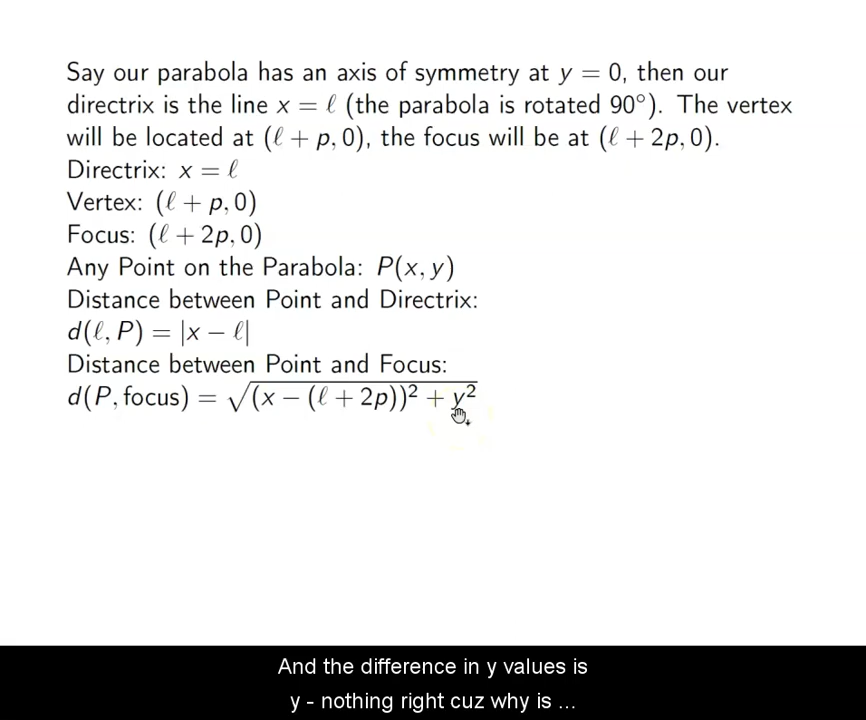 Say our parabola has an axis of symmetry at y = 0, then our
directrix is the line x = ℓ (the parabola is rotated 90°). The vertex
will be located at (ℓ + p, 0), the focus will be at (ℓ + 2p, 0).
Directrix: x = ℓ
Vertex: (ℓ + p, 0)
Focus: (ℓ + 2p, 0)
Any Point on the Parabola: P(x, y)
Distance between Point and Directrix:
d(ℓ, P) = |x − ℓ|
Distance between Point and Focus:
d(P, focus) = √(x − (ℓ + 2p))² + y²
And the difference in y values is
y - nothing right cuz why is ...